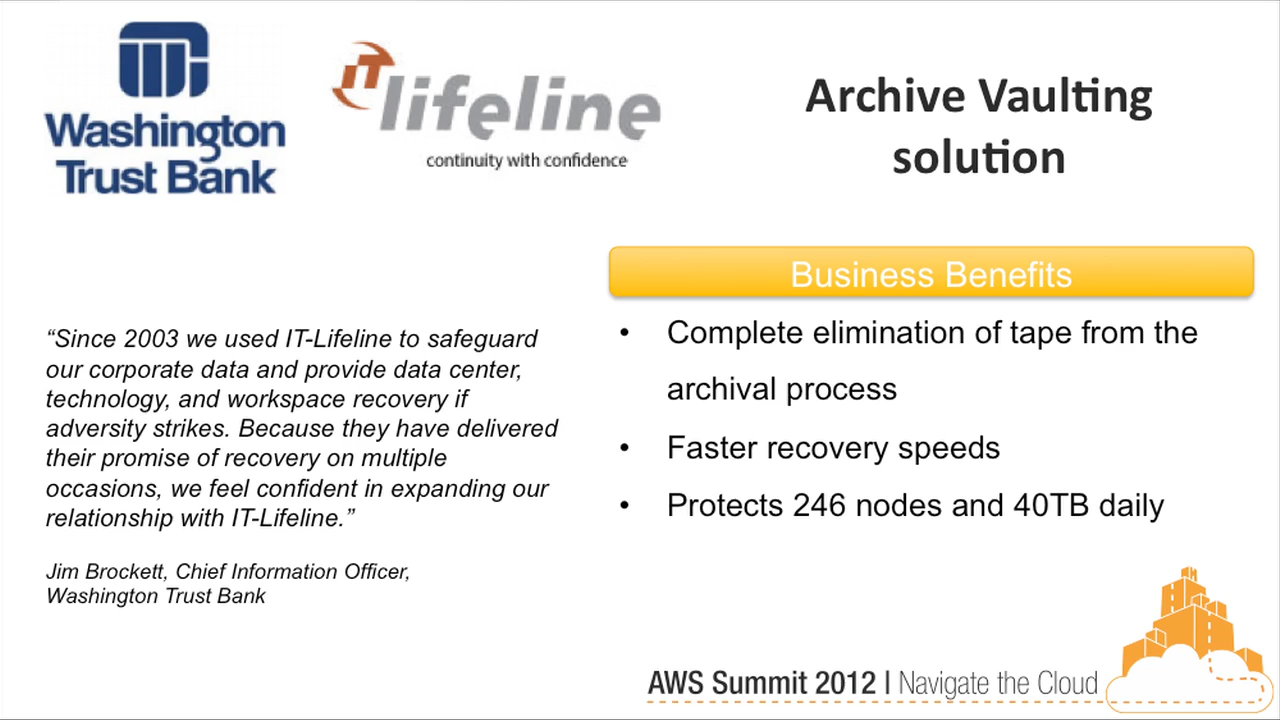 Washington
Trust Bank
IT lifeline
continuity with confidence
Archive Vaulting
solution
Business Benefits
• Complete elimination of tape from the
archival process
• Faster recovery speeds
• Protects 246 nodes and 40TB daily
“Since 2003 we used IT-Lifeline to safeguard
our corporate data and provide data center,
technology, and workspace recovery if
adversity strikes. Because they have delivered
their promise of recovery on multiple
occasions, we feel confident in expanding our
relationship with IT-Lifeline.”
Jim Brockett, Chief Information Officer,
Washington Trust Bank
AWS Summit 2012 | Navigate the Cloud